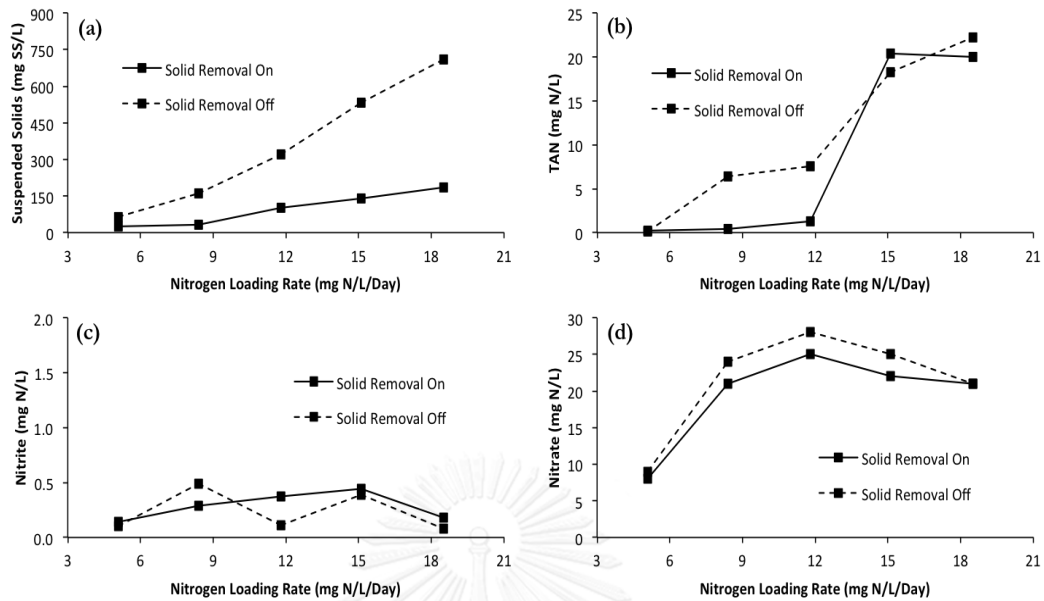 (a)
900
750
600
450
300
150
0
Suspended Solids (mg SS/L)
Solid Removal On
Solid Removal Off
3 6 9 12 15 18 21
Nitrogen Loading Rate (mg N/L/Day)
(b)
25
20
15
10
5
0
TAN (mg N/L)
Solid Removal On
Solid Removal Off
3 6 9 12 15 18 21
Nitrogen Loading Rate (mg N/L/Day)
(c)
2.0
1.5
1.0
0.5
0.0
Nitrite (mg N/L)
Solid Removal On
Solid Removal Off
3 6 9 12 15 18 21
Nitrogen Loading Rate (mg N/L/Day)
(d)
30
25
20
15
10
5
0
Nitrate (mg N/L)
Solid Removal On
Solid Removal Off
3 6 9 12 15 18 21
Nitrogen Loading Rate (mg N/L/Day)